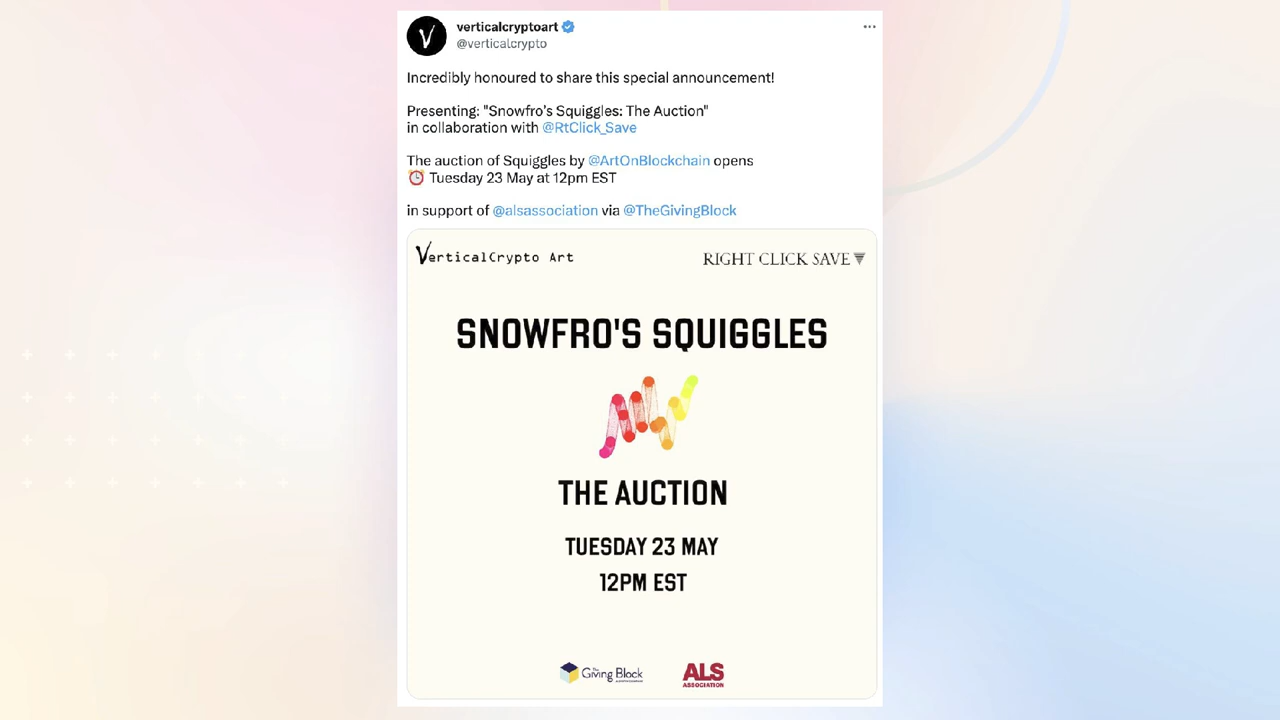 verticalcryptoart
@verticalcrypto
Incredibly honoured to share this special announcement!
Presenting: "Snowfro's Squiggles: The Auction"
in collaboration with @RtClick_Save
The auction of Squiggles by @ArtOnBlockchain opens
⏰ Tuesday 23 May at 12pm EST
in support of @alsassociation via @TheGivingBlock
VerticalCrypto Art
RIGHT CLICK SAVE
SNOWFRO'S SQUIGGLES
THE AUCTION
TUESDAY 23 MAY
12PM EST
The Giving Block
ALS
ASSOCIATION